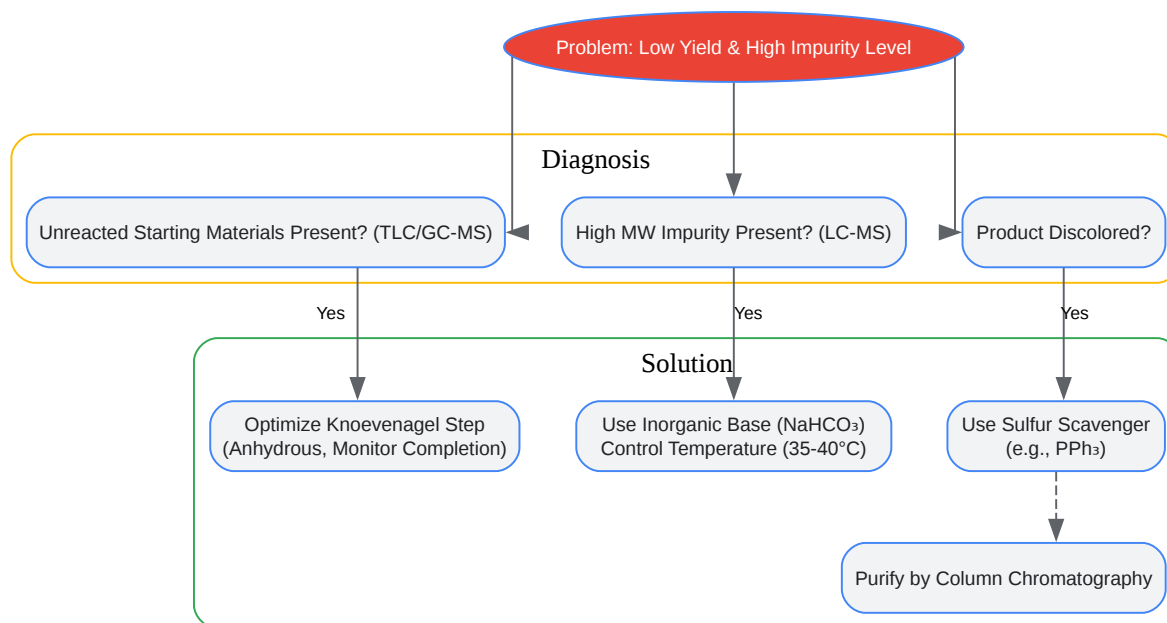 Problem: Low Yield & High Impurity Level
Diagnosis
Unreacted Starting Materials Present? (TLC/GC-MS)
High MW Impurity Present? (LC-MS)
Product Discolored?
Yes
Yes
Yes
Solution
Optimize Knoevenagel Step
(Anhydrous, Monitor Completion)
Use Inorganic Base (NaHCO₃)
Control Temperature (35-40°C)
Use Sulfur Scavenger
(e.g., PPh₃)
Purify by Column Chromatography